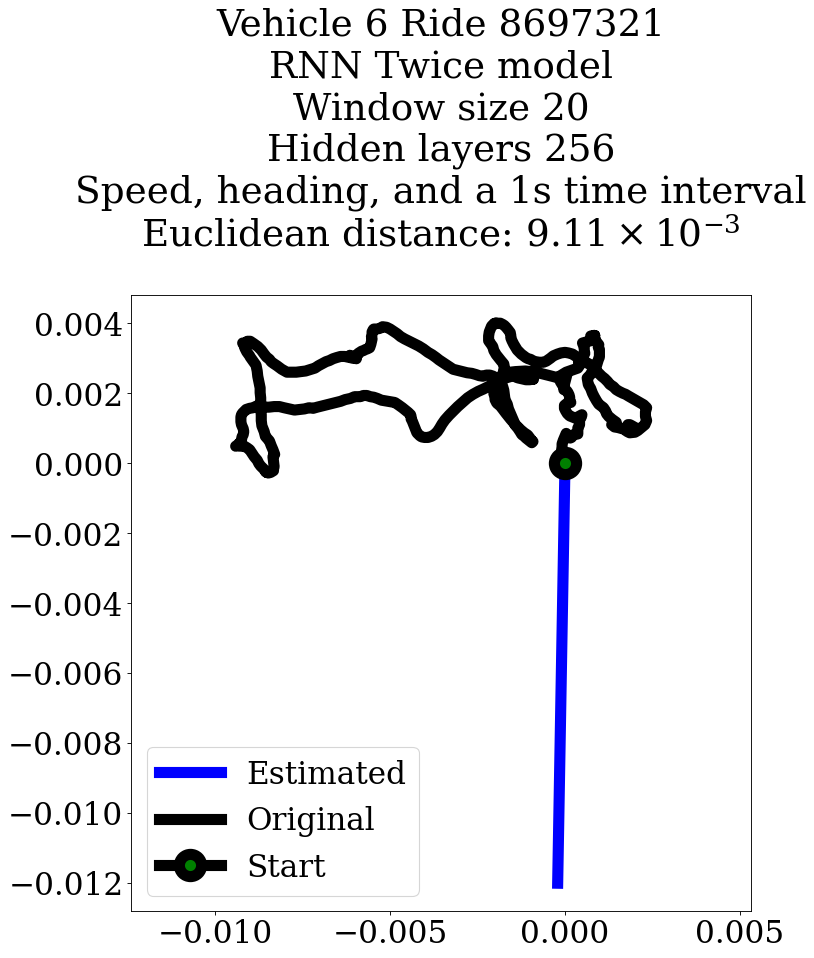 Vehicle 6 Ride 8697321
RNN Twice model
Window size 20
Hidden layers 256
Speed, heading, and a 1s time interval
Euclidean distance: 9.11 × 10⁻³
0.004
0.002
0.000
−0.002
−0.004
−0.006
−0.008
−0.010
−0.012
Estimated
Original
Start
−0.010 −0.005 0.000 0.005